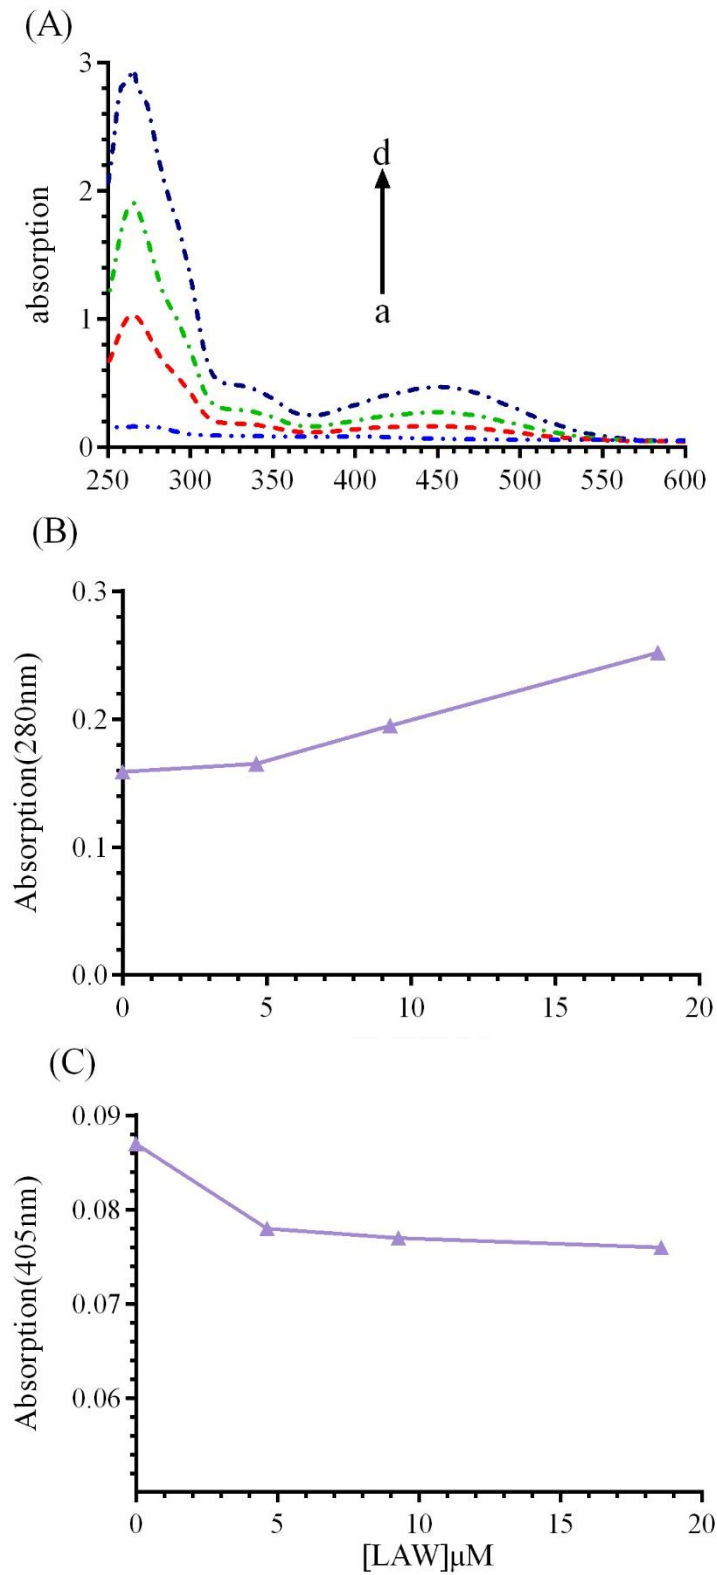 (A)
3
2
1
0
absorption
d
a
250 300 350 400 450 500 550 600
(B)
0.3
0.2
0.1
0.0
Absorption(280nm)
0 5 10 15 20
(C)
0.09
0.08
0.07
0.06
Absorption(405nm)
0 5 10 15 20
[LAW]μM